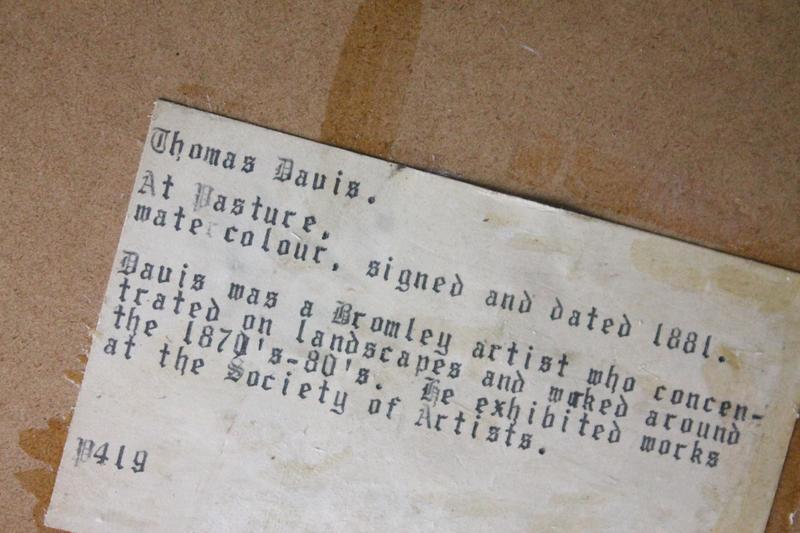 Thomas Davis.
At Pasture,
watercolour, signed and dated 1881.
Davis was a Bromley artist who concen-
trated on landscapes and worked around
the 1870's-80's. He exhibited works
at the Society of Artists.
P419